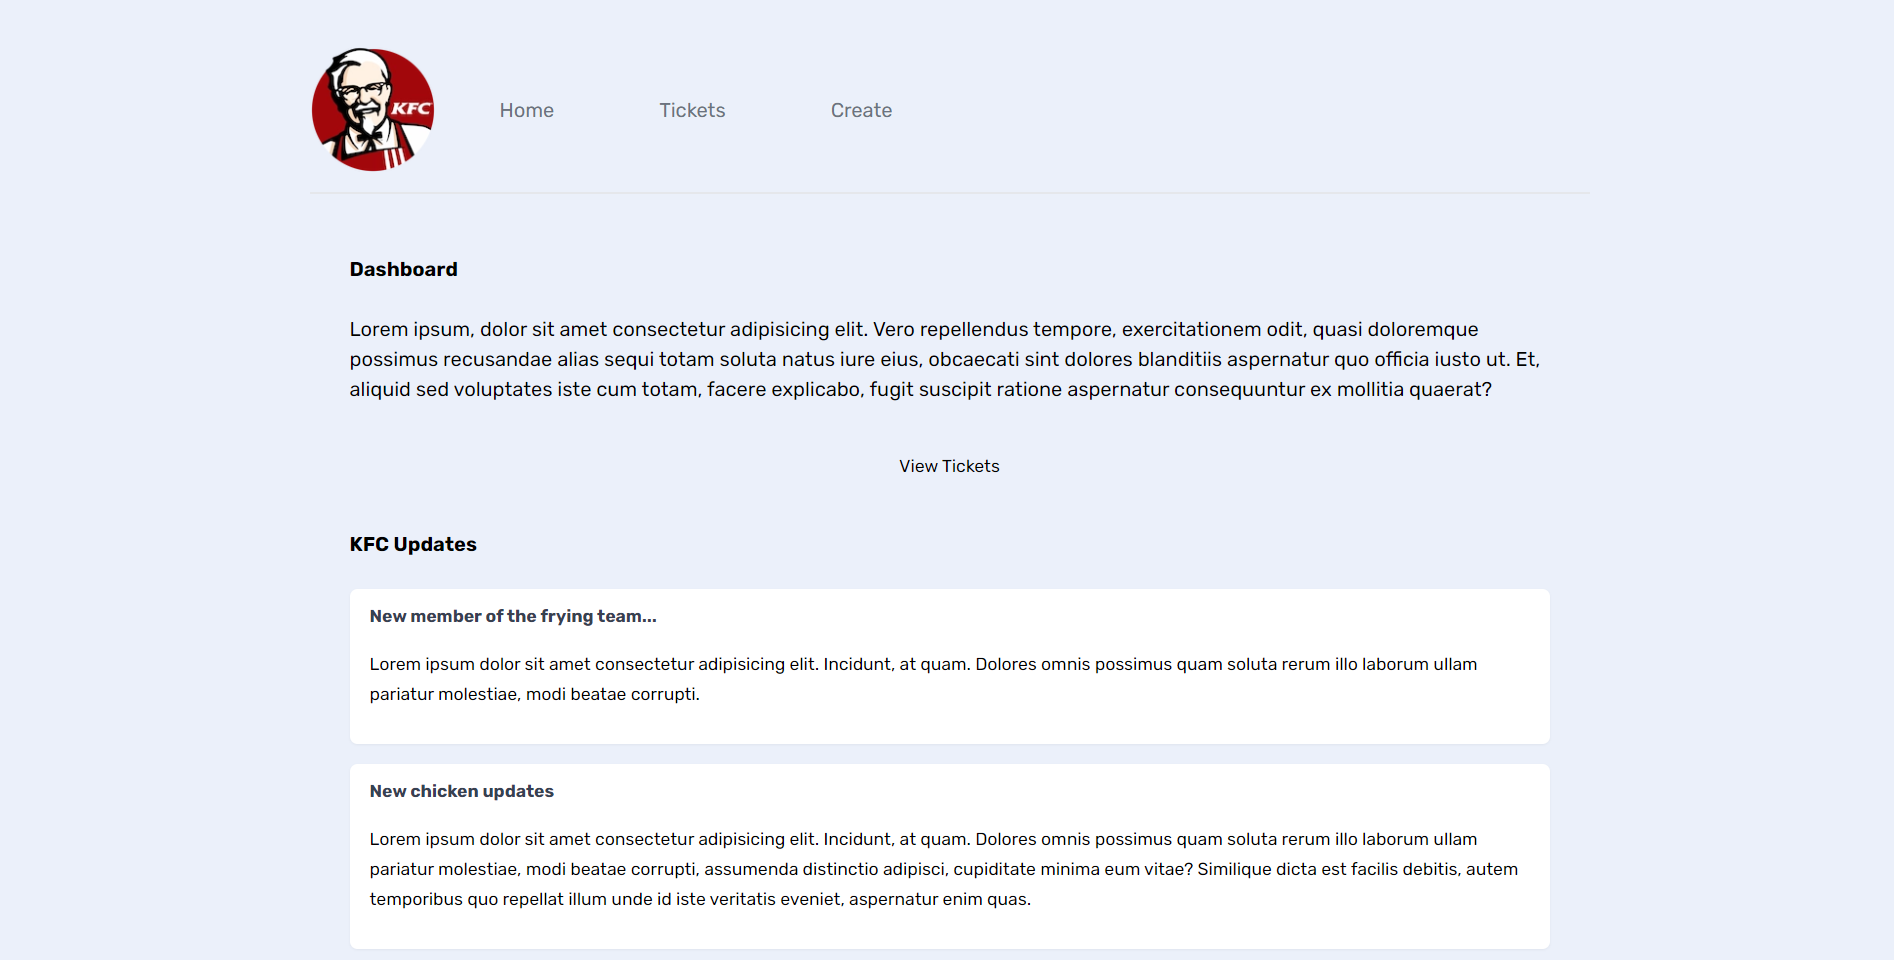 KFC
Home
Tickets
Create
Dashboard
Lorem ipsum, dolor sit amet consectetur adipisicing elit. Vero repellendus tempore, exercitationem odit, quasi doloremque
possimus recusandae alias sequi totam soluta natus iure eius, obcaecati sint dolores blanditiis aspernatur quo officia iusto ut. Et,
aliquid sed voluptates iste cum totam, facere explicabo, fugit suscipit ratione aspernatur consequuntur ex mollitia quaerat?
View Tickets
KFC Updates
New member of the frying team...
Lorem ipsum dolor sit amet consectetur adipisicing elit. Incidunt, at quam. Dolores omnis possimus quam soluta rerum illo laborum ullam
pariatur molestiae, modi beatae corrupti.
New chicken updates
Lorem ipsum dolor sit amet consectetur adipisicing elit. Incidunt, at quam. Dolores omnis possimus quam soluta rerum illo laborum ullam
pariatur molestiae, modi beatae corrupti, assumenda distinctio adipisci, cupiditate minima eum vitae? Similique dicta est facilis debitis, autem
temporibus quo repellat illum unde id iste veritatis eveniet, aspernatur enim quas.